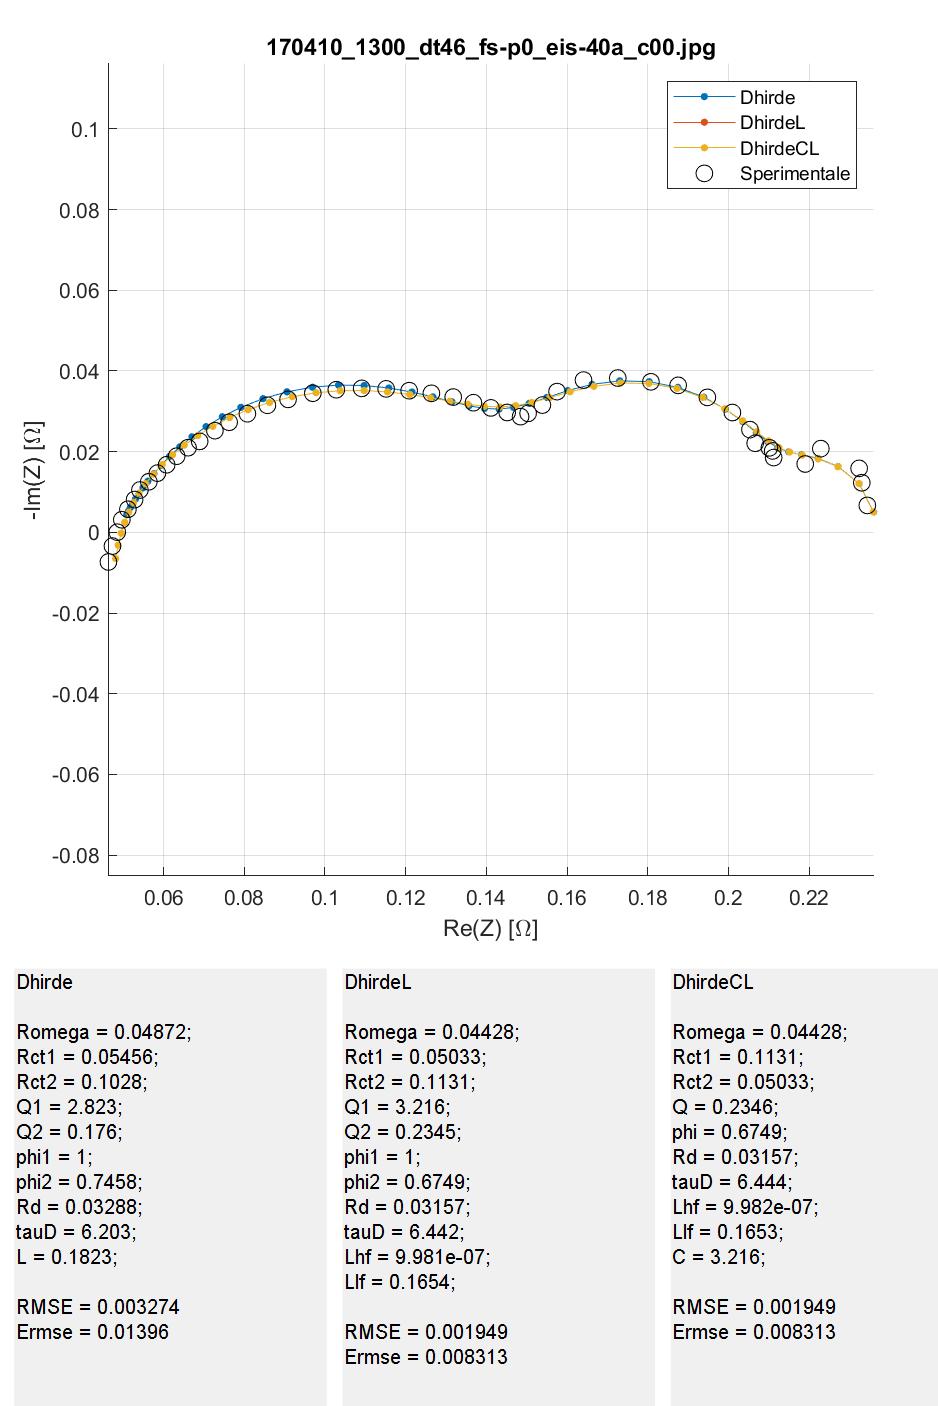 170410_1300_dt46_fs-p0_eis-40a_c00.jpg
Dhirde
DhirdeL
DhirdeCL
Sperimentale
0.1
0.08
0.06
0.04
0.02
0
-0.02
-0.04
-0.06
-0.08
-Im(Z) [Ω]
0.06
0.08
0.1
0.12
0.14
0.16
0.18
0.2
0.22
Re(Z) [Ω]
Dhirde
Romega = 0.04872;
Rct1 = 0.05456;
Rct2 = 0.1028;
Q1 = 2.823;
Q2 = 0.176;
phi1 = 1;
phi2 = 0.7458;
Rd = 0.03288;
tauD = 6.203;
L = 0.1823;
RMSE = 0.003274
Ermse = 0.01396
DhirdeL
Romega = 0.04428;
Rct1 = 0.05033;
Rct2 = 0.1131;
Q1 = 3.216;
Q2 = 0.2345;
phi1 = 1;
phi2 = 0.6749;
Rd = 0.03157;
tauD = 6.442;
Lhf = 9.981e-07;
Llf = 0.1654;
RMSE = 0.001949
Ermse = 0.008313
DhirdeCL
Romega = 0.04428;
Rct1 = 0.1131;
Rct2 = 0.05033;
Q = 0.2346;
phi = 0.6749;
Rd = 0.03157;
tauD = 6.444;
Lhf = 9.982e-07;
Llf = 0.1653;
C = 3.216;
RMSE = 0.001949
Ermse = 0.008313